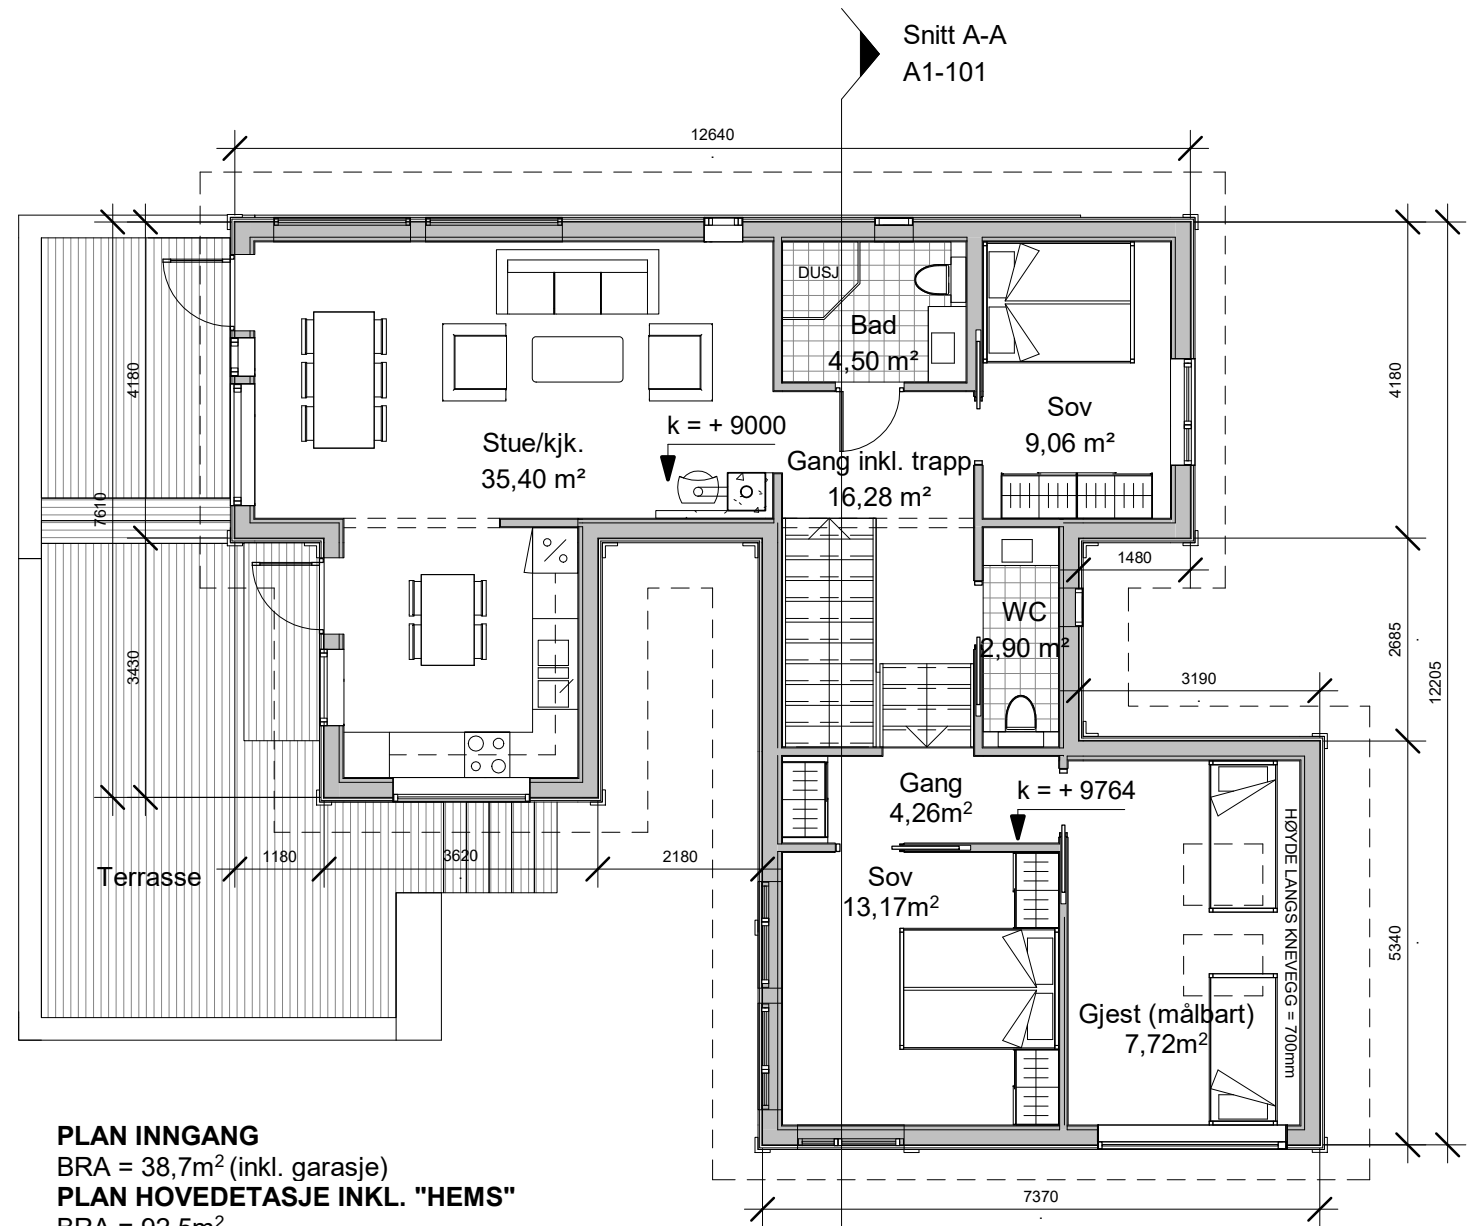 Snitt A-A
A1-101
12640
DUSJ
Bad
4,50 m²
4180
4180
Sov
9,06 m²
k = + 9000
Stue/kjk.
35,40 m²
Gang inkl. trapp
16,28 m²
7610
1480
WC
2,90 m²
3430
2685
3190
12205
Gang
4,26m²
k = + 9764
HØYDE LANGS KNEVEGG = 700mm
Terrasse
1180
3620
2180
Sov
13,17m²
5340
Gjest (målbart)
7,72m²
PLAN INNGANG
BRA = 38,7m² (inkl. garasje)
PLAN HOVEDETASJE INKL. "HEMS"
BRA = 92,5m²
7370